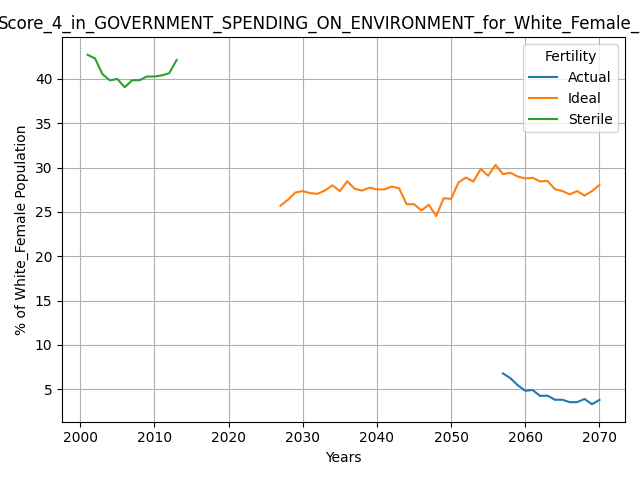 Score_4_in_GOVERNMENT_SPENDING_ON_ENVIRONMENT_for_White_Female_
Fertility
Actual
Ideal
Sterile
% of White_Female Population
40
35
30
25
20
15
10
5
2000 2010 2020 2030 2040 2050 2060 2070
Years